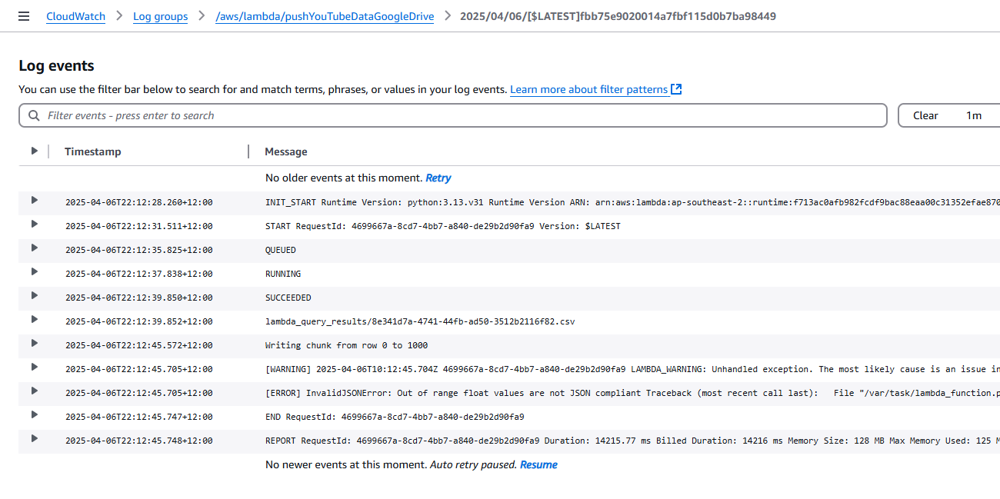 CloudWatch > Log groups > /aws/lambda/pushYouTubeDataGoogleDrive > 2025/04/06/[$LATEST]fbb75e9020014a7fbf115d0b7ba98449
Log events
You can use the filter bar below to search for and match terms, phrases, or values in your log events. Learn more about filter patterns
Filter events - press enter to search
Clear 1m
Timestamp Message
No older events at this moment. Retry
2025-04-06T22:12:28.260+12:00 INIT_START Runtime Version: python:3.13.v31 Runtime Version ARN: arn:aws:lambda:ap-southeast-2::runtime:f713ac0afb982fcdf9bac88eaa00c31352efae870
2025-04-06T22:12:31.511+12:00 START RequestId: 4699667a-8cd7-4bb7-a840-de29b2d90fa9 Version: $LATEST
2025-04-06T22:12:35.825+12:00 QUEUED
2025-04-06T22:12:37.838+12:00 RUNNING
2025-04-06T22:12:39.850+12:00 SUCCEEDED
2025-04-06T22:12:39.852+12:00 lambda_query_results/8e341d7a-4741-44fb-ad50-3512b2116f82.csv
2025-04-06T22:12:45.572+12:00 Writing chunk from row 0 to 1000
2025-04-06T22:12:45.705+12:00 [WARNING] 2025-04-06T10:12:45.704Z 4699667a-8cd7-4bb7-a840-de29b2d90fa9 LAMBDA_WARNING: Unhandled exception. The most likely cause is an issue in
2025-04-06T22:12:45.705+12:00 [ERROR] InvalidJSONError: Out of range float values are not JSON compliant Traceback (most recent call last): File "/var/task/lambda_function.p
2025-04-06T22:12:45.747+12:00 END RequestId: 4699667a-8cd7-4bb7-a840-de29b2d90fa9
2025-04-06T22:12:45.748+12:00 REPORT RequestId: 4699667a-8cd7-4bb7-a840-de29b2d90fa9 Duration: 14215.77 ms Billed Duration: 14216 ms Memory Size: 128 MB Max Memory Used: 125 M
No newer events at this moment. Auto retry paused. Resume